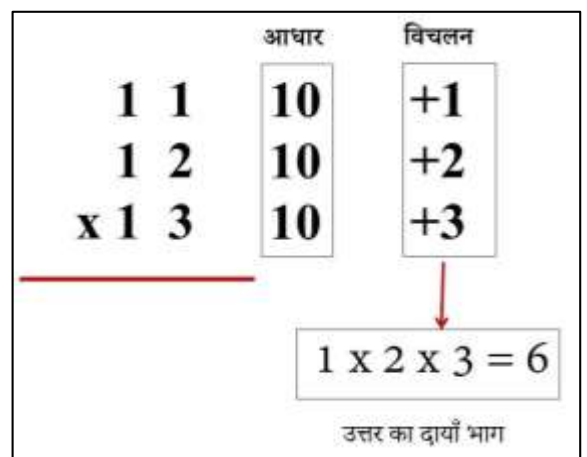 आधार विचलन
1 1 10 +1
1 2 10 +2
x 1 3 10 +3
1 x 2 x 3 = 6
उत्तर का दायाँ भाग